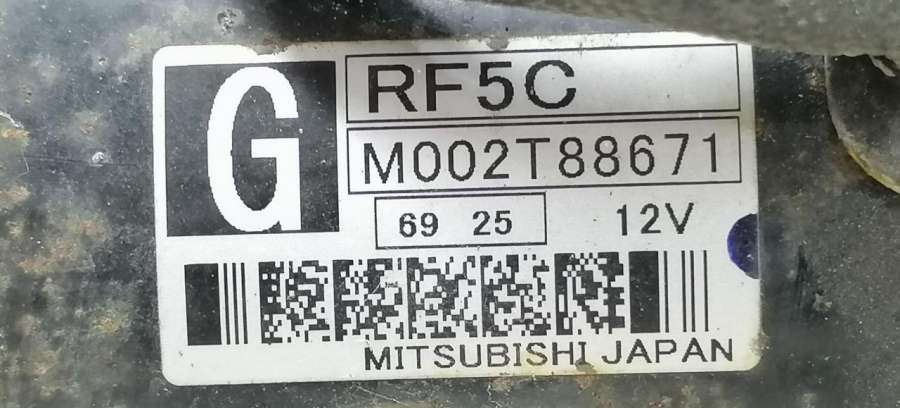 G
RF5C
M002T88671
69 25
12V
MITSUBISHI JAPAN